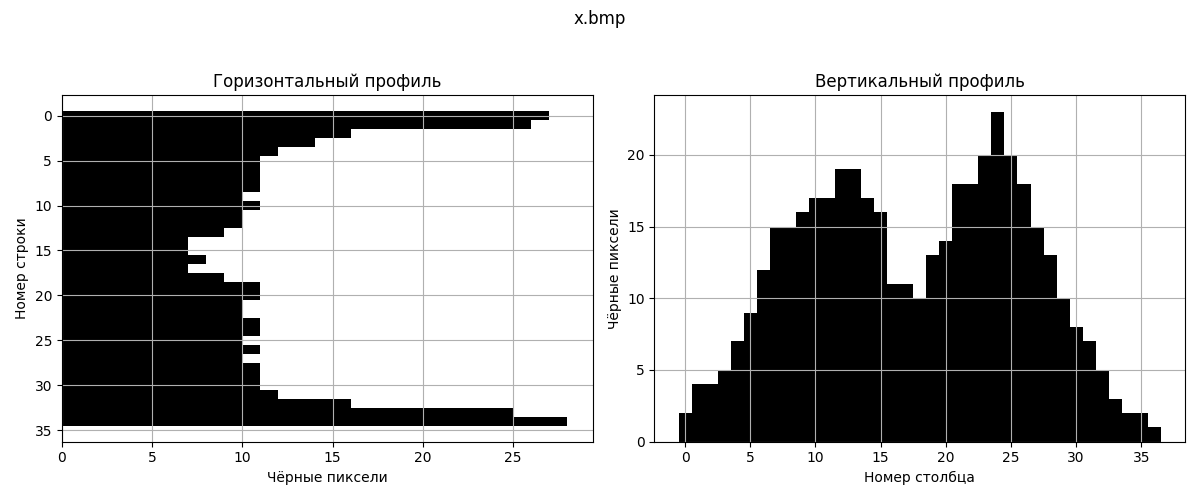 x.bmp
Горизонтальный профиль
Вертикальный профиль
0
5
10
15
20
25
30
35
Номер строки
0 5 10 15 20 25
Чёрные пиксели
20
15
10
5
0
Чёрные пиксели
0 5 10 15 20 25 30 35
Номер столбца